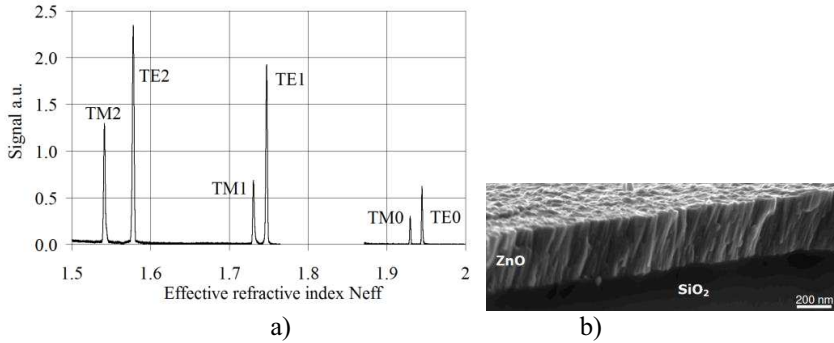 2.5
2.0
1.5
1.0
0.5
0.0
Signal a.u.
TM2
TE2
TM1
TE1
TM0
TE0
1.5 1.6 1.7 1.8 1.9 2
Effective refractive index Neff
a)
ZnO
SiO₂
200 nm
b)